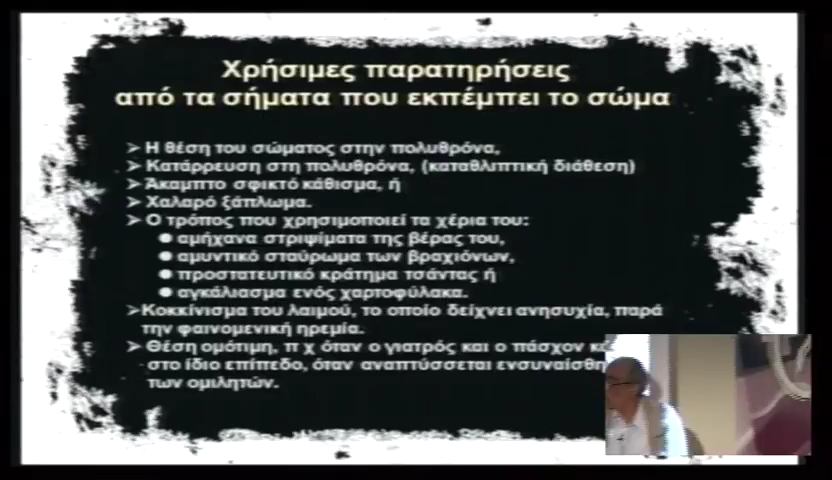 Χρήσιμες παρατηρήσεις
από τα σήματα που εκπέμπει το σώμα
➢ Η θέση του σώματος στην πολυθρόνα,
➢ Κατάρρευση στη πολυθρόνα, (καταθλιπτική διάθεση)
➢ Άκαμπτο σφικτό κάθισμα, ή
➢ Χαλαρό ξάπλωμα.
➢ Ο τρόπος που χρησιμοποιεί τα χέρια του:
● αμήχανα στριψίματα της βέρας του,
● αμυντικό σταύρωμα των βραχιόνων,
● προστατευτικό κράτημα τσάντας ή
● αγκάλιασμα ενός χαρτοφύλακα.
➢Κοκκίνισμα του λαιμού, το οποίο δείχνει ανησυχία, παρά
την φαινομενική ηρεμία.
➢ Θέση ομότιμη, π χ όταν ο γιατρός και ο πάσχον
στο ίδιο επίπεδο, όταν αναπτύσσεται
των ομιλητών.